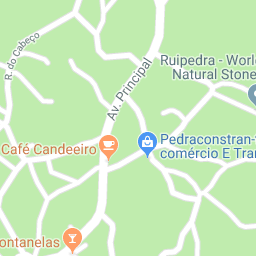 R. do Cabeço
Av. Principal
Ruipedra - World
Natural Stone
Café Candeeiro
Pedraconstran-
comércio E Tran
ontanelas